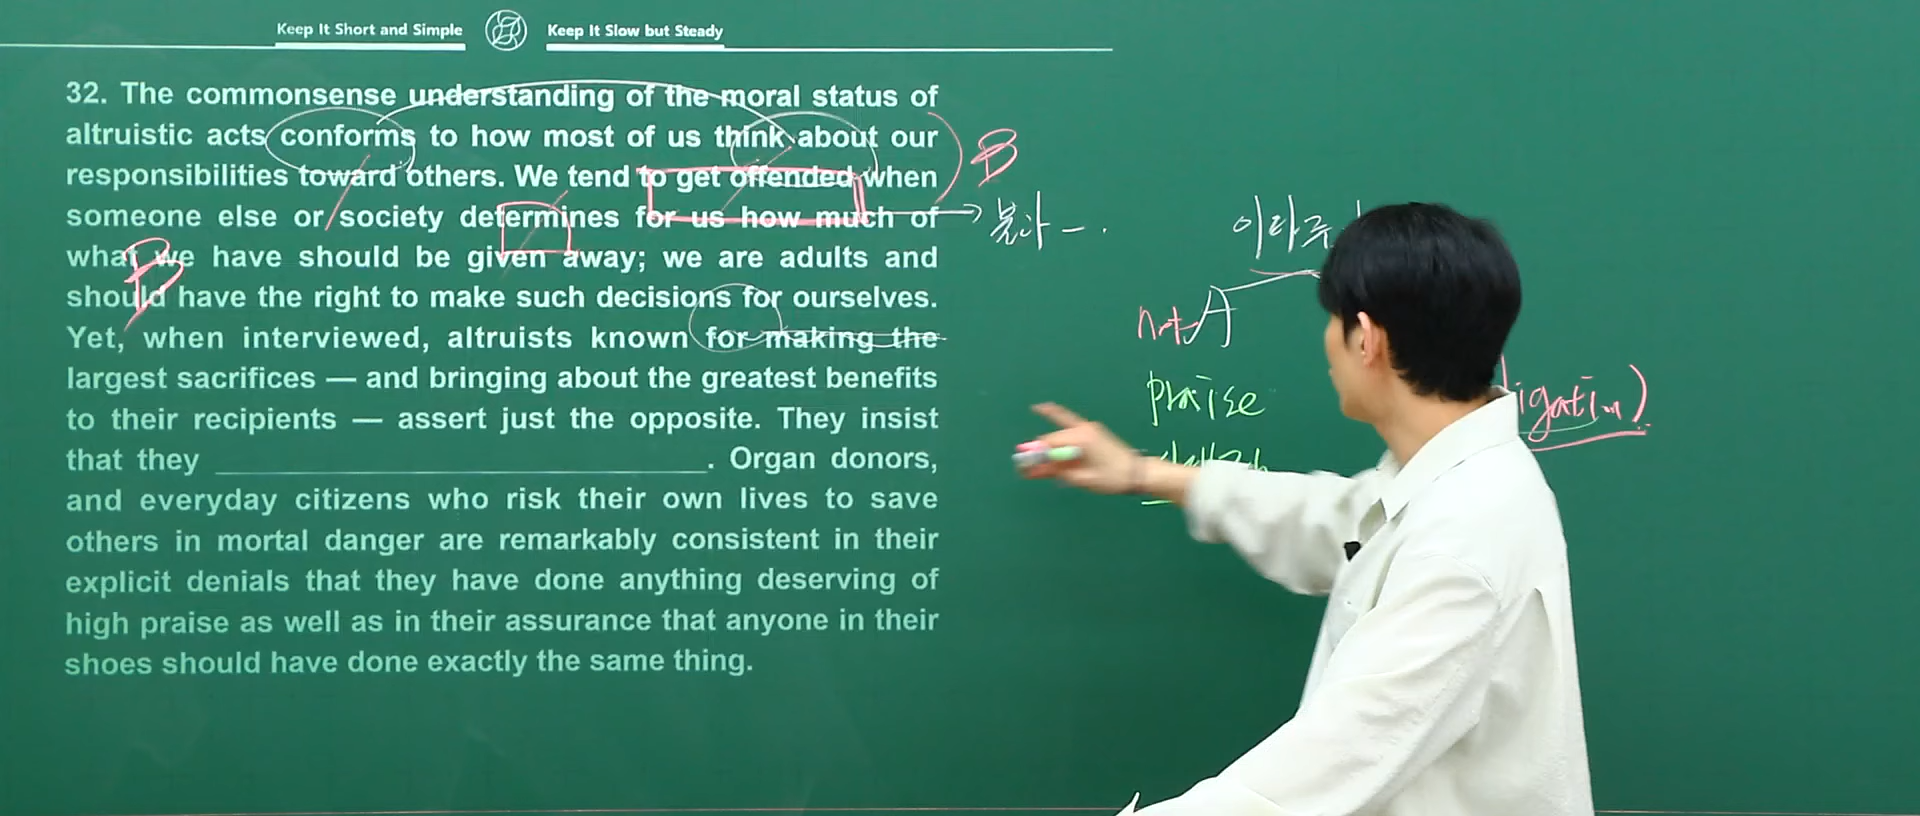 Keep It Short and Simple
Keep It Slow but Steady
32. The commonsense understanding of the moral status of
altruistic acts conforms to how most of us think about our
responsibilities toward others. We tend to get offended when
someone else or society determines for us how much of
what we have should be given away; we are adults and
should have the right to make such decisions for ourselves.
Yet, when interviewed, altruists known for making the
largest sacrifices — and bringing about the greatest benefits
to their recipients — assert just the opposite. They insist
that they ______________________________. Organ donors,
and everyday citizens who risk their own lives to save
others in mortal danger are remarkably consistent in their
explicit denials that they have done anything deserving of
high praise as well as in their assurance that anyone in their
shoes should have done exactly the same thing.
B
B
이타주
not A
praise
igation)